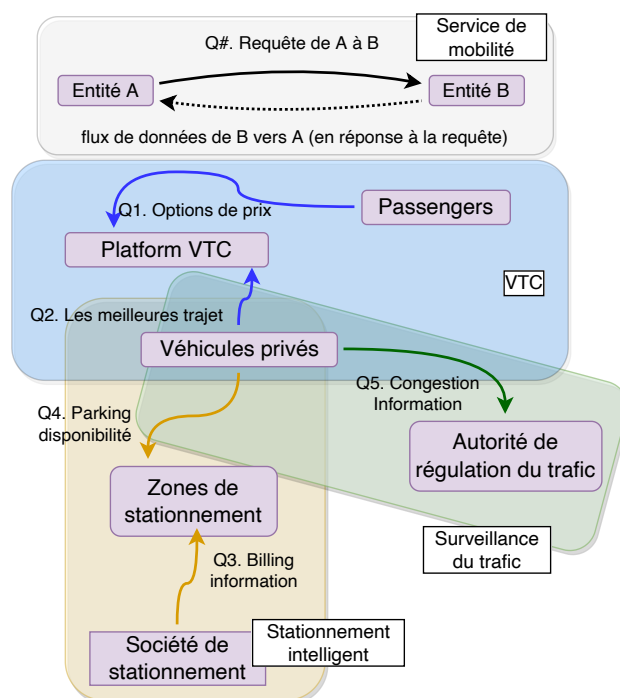 Service de
mobilité
Q#. Requête de A à B
Entité A
Entité B
flux de données de B vers A (en réponse à la requête)
Passengers
Q1. Options de prix
Platform VTC
VTC
Q2. Les meilleures trajet
Véhicules privés
Q5. Congestion
Information
Q4. Parking
disponibilité
Autorité de
régulation du trafic
Zones de
stationnement
Surveillance
du trafic
Q3. Billing
information
Société de
stationnement
Stationnement
intelligent